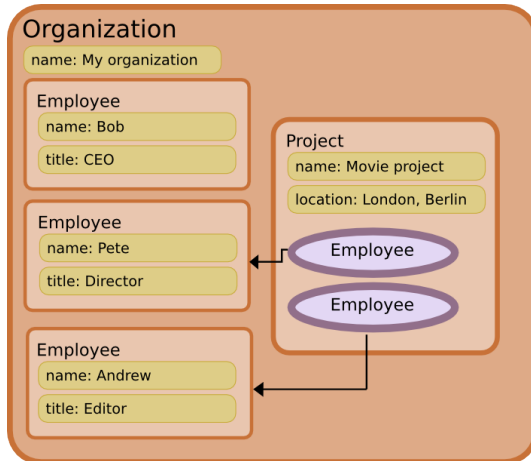 Organization
name: My organization
Employee
name: Bob
title: CEO
Employee
name: Pete
title: Director
Employee
name: Andrew
title: Editor
Project
name: Movie project
location: London, Berlin
Employee
Employee